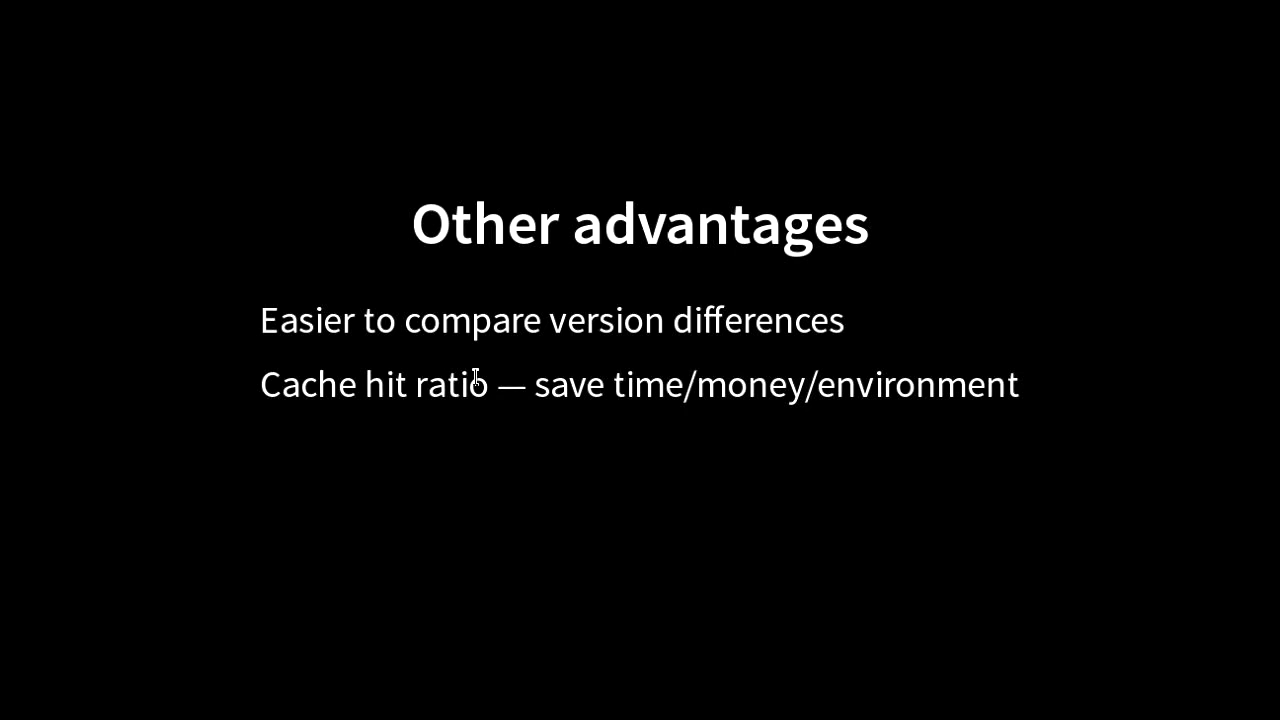 Other advantages
Easier to compare version differences
Cache hit ratio — save time/money/environment